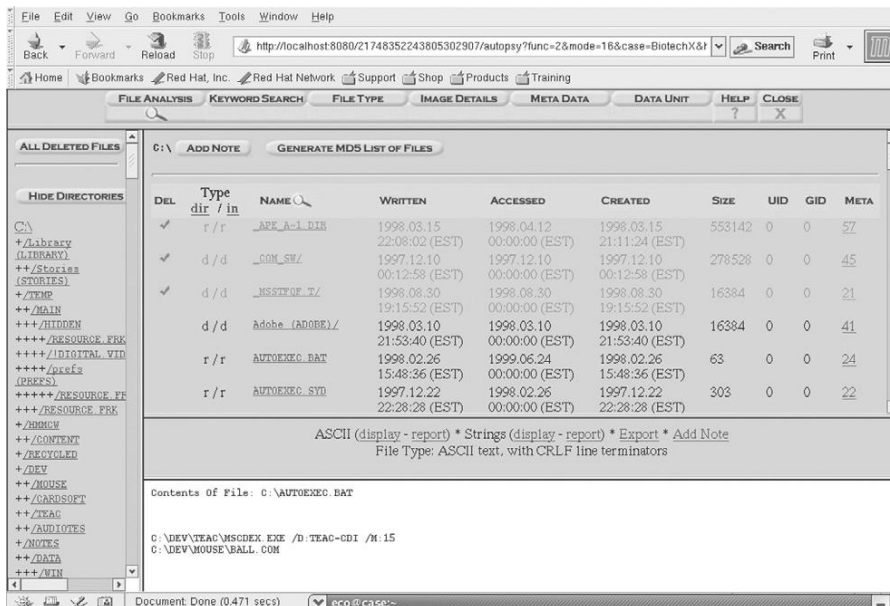 File Edit View Go Bookmarks Tools Window Help
Back Forward Reload Stop http://localhost:8080/21748352243805302907/autopsy?func=2&mode=16&case=BiotechX& Search Print
Home Bookmarks Red Hat, Inc. Red Hat Network Support Shop Products Training
FILE ANALYSIS KEYWORD SEARCH FILE TYPE IMAGE DETAILS META DATA DATA UNIT HELP CLOSE
? X
ALL DELETED FILES
HIDE DIRECTORIES
C:\
+/Library
(LIBRARY)
++/Stories
(STORIES)
+/TEMP
++/MAIN
+++/HIDDEN
++++/RESOURCE.FRK
++++/!DIGITAL.VID
++++/prefs
(PREFS)
+++++/RESOURCE.FR
+++/RESOURCE.FRK
+/HMMCW
++/CONTENT
+/RECYCLED
+/DEV
++/MOUSE
++/CARDSOFT
++/TEAC
++/AUDIOTES
+/NOTES
++/DATA
+++/WIN
C:\ ADD NOTE GENERATE MD5 LIST OF FILES
DEL Type dir / in NAME WRITTEN ACCESSED CREATED SIZE UID GID META
r/r _APE_A-1.DIR 1998.03.15 1998.04.12 1998.03.15 553142 0 0 57
22:08:02 (EST) 00:00:00 (EST) 21:11:24 (EST)
d/d _COM_SW/ 1997.12.10 1997.12.10 1997.12.10 278528 0 0 45
00:12:58 (EST) 00:00:00 (EST) 00:12:58 (EST)
d/d _MSSTFQF.T/ 1998.08.30 1998.08.30 1998.08.30 16384 0 0 21
19:15:52 (EST) 00:00:00 (EST) 19:15:52 (EST)
d/d Adobe (ADOBE)/ 1998.03.10 1998.03.10 1998.03.10 16384 0 0 41
21:53:40 (EST) 00:00:00 (EST) 21:53:40 (EST)
r/r AUTOEXEC.BAT 1998.02.26 1999.06.24 1998.02.26 63 0 0 24
15:48:36 (EST) 00:00:00 (EST) 15:48:36 (EST)
r/r AUTOEXEC.SYD 1997.12.22 1998.02.26 1997.12.22 303 0 0 22
22:28:28 (EST) 00:00:00 (EST) 22:28:28 (EST)
ASCII (display - report) * Strings (display - report) * Export * Add Note
File Type: ASCII text, with CRLF line terminators
Contents Of File: C:\AUTOEXEC.BAT
C:\DEV\TEAC\MSCDEX.EXE /D:TEAC-CDI /M:15
C:\DEV\MOUSE\BALL.COM
Document: Done (0.471 secs) eco@case:~